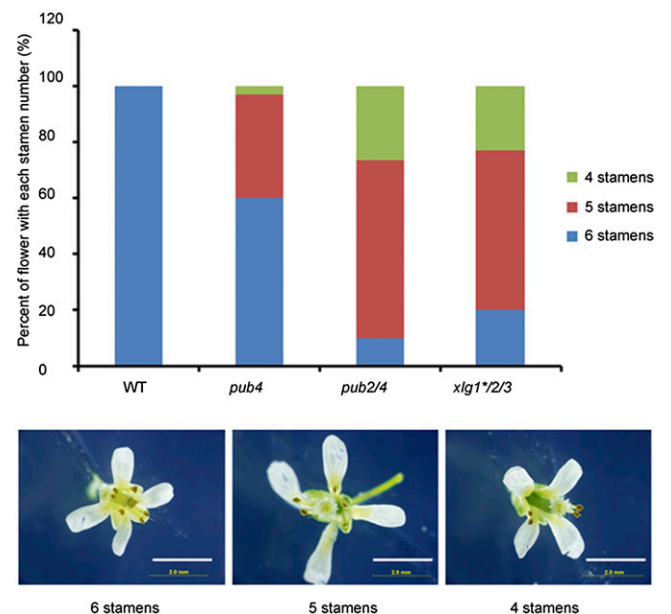 Percent of flower with each stamen number (%)
120
100
80
60
40
20
0
WT pub4 pub2/4 xlg1*/2/3
4 stamens
5 stamens
6 stamens
2.0 mm 2.0 mm 2.0 mm
6 stamens 5 stamens 4 stamens